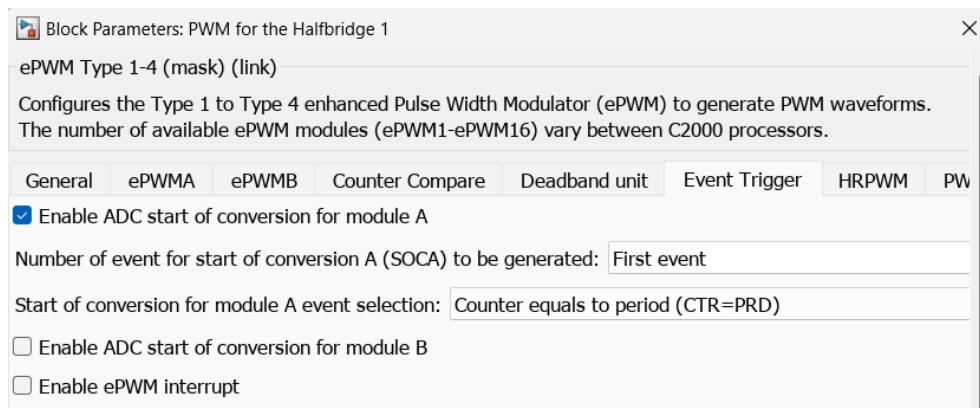 Block Parameters: PWM for the Halfbridge 1
ePWM Type 1-4 (mask) (link)
Configures the Type 1 to Type 4 enhanced Pulse Width Modulator (ePWM) to generate PWM waveforms.
The number of available ePWM modules (ePWM1-ePWM16) vary between C2000 processors.
General ePWMA ePWMB Counter Compare Deadband unit Event Trigger HRPWM PW
Enable ADC start of conversion for module A
Number of event for start of conversion A (SOCA) to be generated: First event
Start of conversion for module A event selection: Counter equals to period (CTR=PRD)
Enable ADC start of conversion for module B
Enable ePWM interrupt